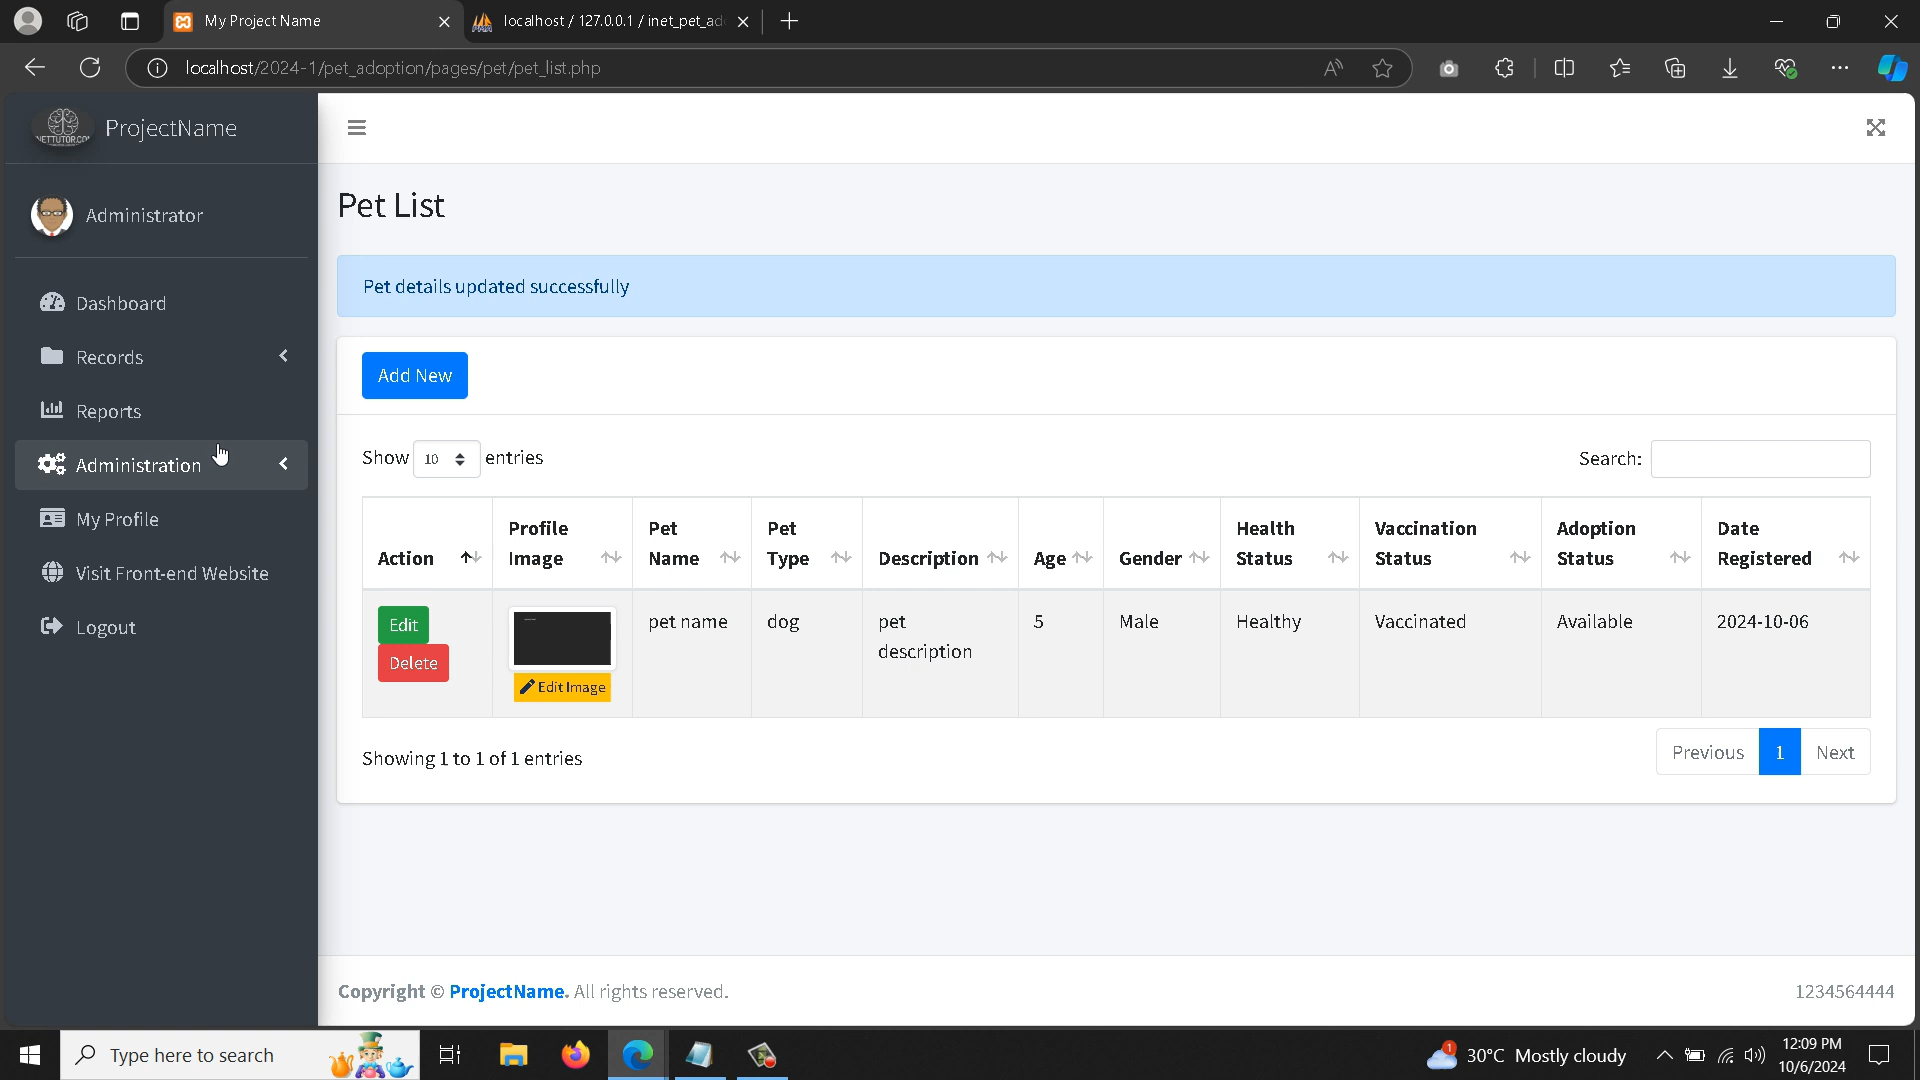 My Project Name
localhost / 127.0.0.1 / inet_pet_ad
localhost/2024-1/pet_adoption/pages/pet/pet_list.php
ProjectName
Administrator
Dashboard
Records
Reports
Administration
My Profile
Visit Front-end Website
Logout
Pet List
Pet details updated successfully
Add New
Show 10 entries
Search:
Action Profile Image Pet Name Pet Type Description Age Gender Health Status Vaccination Status Adoption Status Date Registered
Edit Delete Edit Image pet name dog pet description 5 Male Healthy Vaccinated Available 2024-10-06
Showing 1 to 1 of 1 entries
Previous 1 Next
Copyright © ProjectName. All rights reserved.
1234564444
Type here to search
1 30°C Mostly cloudy
12:09 PM
10/6/2024